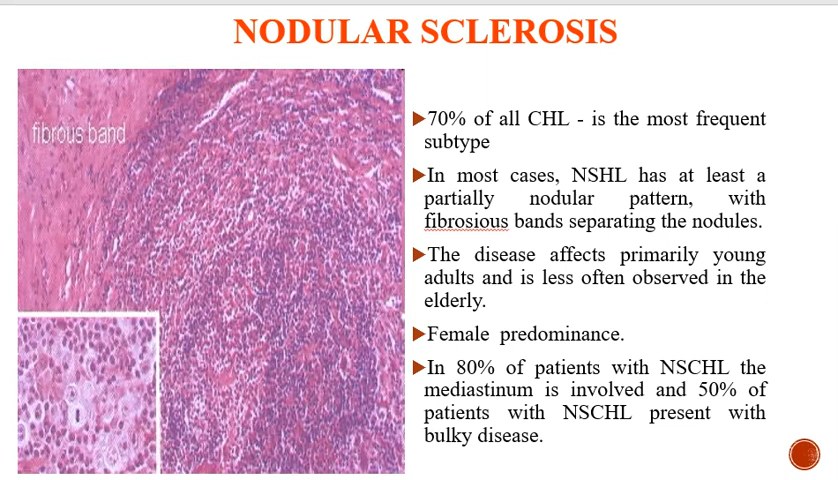 NODULAR SCLEROSIS
fibrous band
70% of all CHL - is the most frequent
subtype
In most cases, NSHL has at least a
partially nodular pattern, with
fibrosious bands separating the nodules.
The disease affects primarily young
adults and is less often observed in the
elderly.
Female predominance.
In 80% of patients with NSCHL the
mediastinum is involved and 50% of
patients with NSCHL present with
bulky disease.